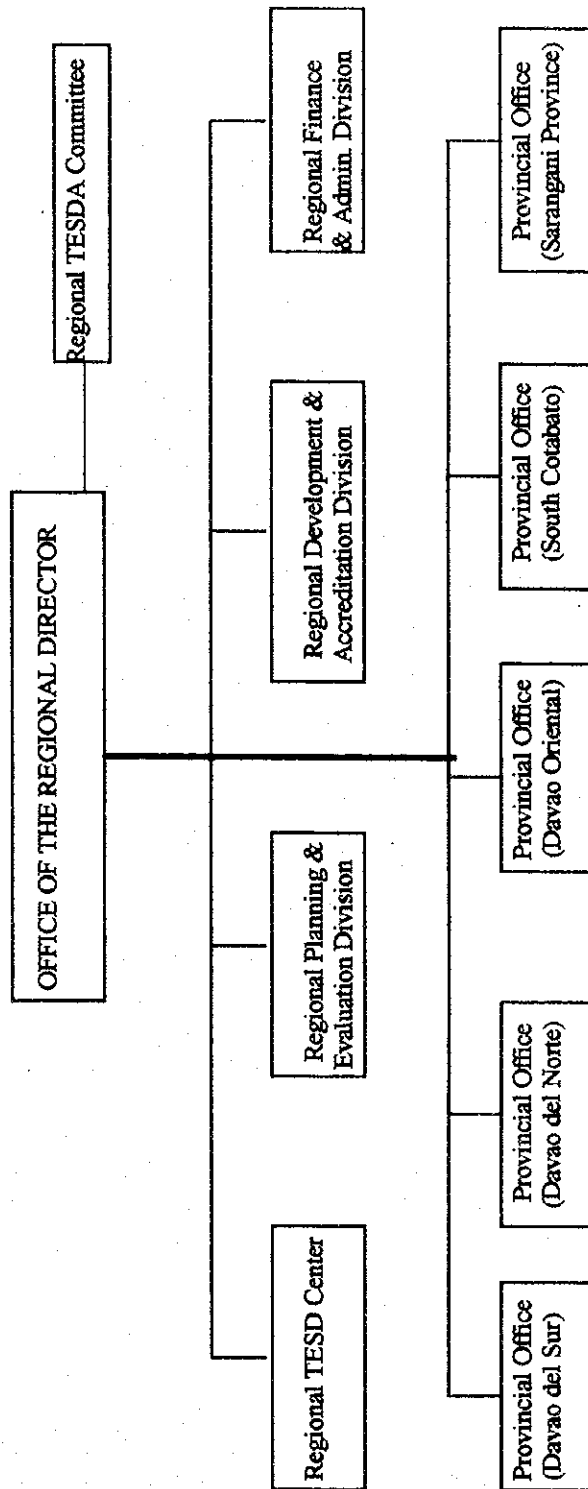 OFFICE OF THE REGIONAL DIRECTOR
Regional TESDA Committee
Regional TESD Center
Regional Planning &
Evaluation Division
Regional Development &
Accreditation Division
Regional Finance
& Admin. Division
Provincial Office
(Davao del Sur)
Provincial Office
(Davao del Norte)
Provincial Office
(Davao Oriental)
Provincial Office
(South Cotabato)
Provincial Office
(Sarangani Province)